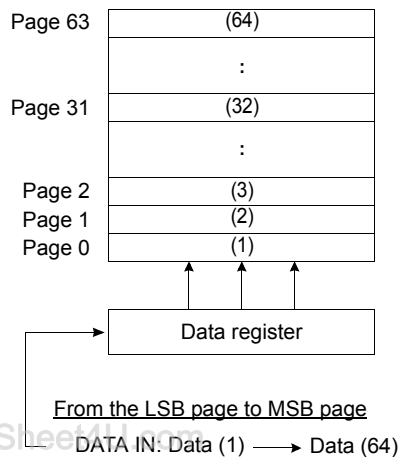 Page 63 (64)
:
Page 31 (32)
:
Page 2 (3)
Page 1 (2)
Page 0 (1)
Data register
From the LSB page to MSB page
DATA IN: Data (1) Data (64)
Sheet4U.com